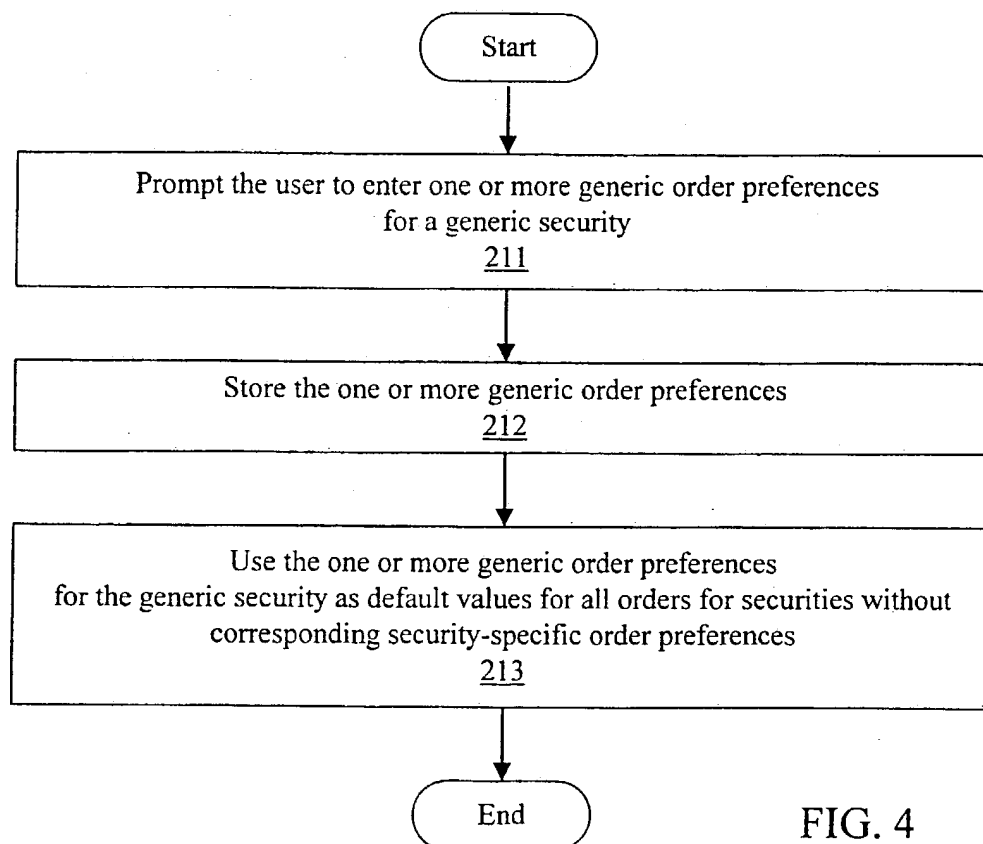 Start
Prompt the user to enter one or more generic order preferences
for a generic security
211
Store the one or more generic order preferences
212
Use the one or more generic order preferences
for the generic security as default values for all orders for securities without
corresponding security-specific order preferences
213
End
FIG. 4